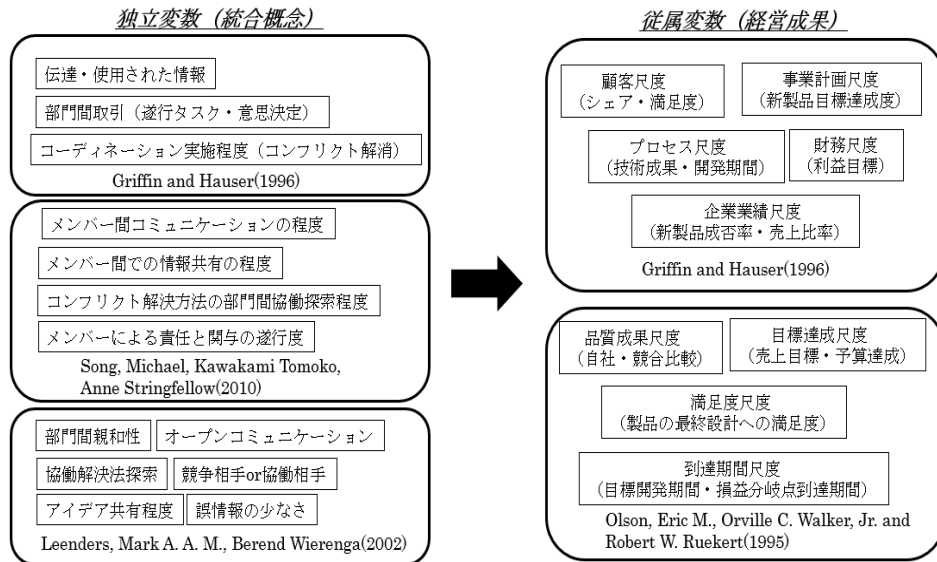 独立変数（統合概念）
伝達・使用された情報
部門間取引（遂行タスク・意思決定）
コーディネーション実施程度（コンフリクト解消）
Griffin and Hauser(1996)
メンバー間コミュニケーションの程度
メンバー間での情報共有の程度
コンフリクト解決方法の部門間協働探索程度
メンバーによる責任と関与の遂行度
Song, Michael, Kawakami Tomoko,
Anne Stringfellow(2010)
部門間親和性
オープンコミュニケーション
協働解決法探索
競争相手or協働相手
アイデア共有程度
誤情報の少なさ
Leenders, Mark A. A. M., Berend Wierenga(2002)
従属変数（経営成果）
顧客尺度
（シェア・満足度）
事業計画尺度
（新製品目標達成度）
プロセス尺度
（技術成果・開発期間）
財務尺度
（利益目標）
企業業績尺度
（新製品成否率・売上比率）
Griffin and Hauser(1996)
品質成果尺度
（自社・競合比較）
目標達成尺度
（売上目標・予算達成）
満足度尺度
（製品の最終設計への満足度）
到達期間尺度
（目標開発期間・損益分岐点到達期間）
Olson, Eric M., Orville C. Walker, Jr. and
Robert W. Ruekert(1995)